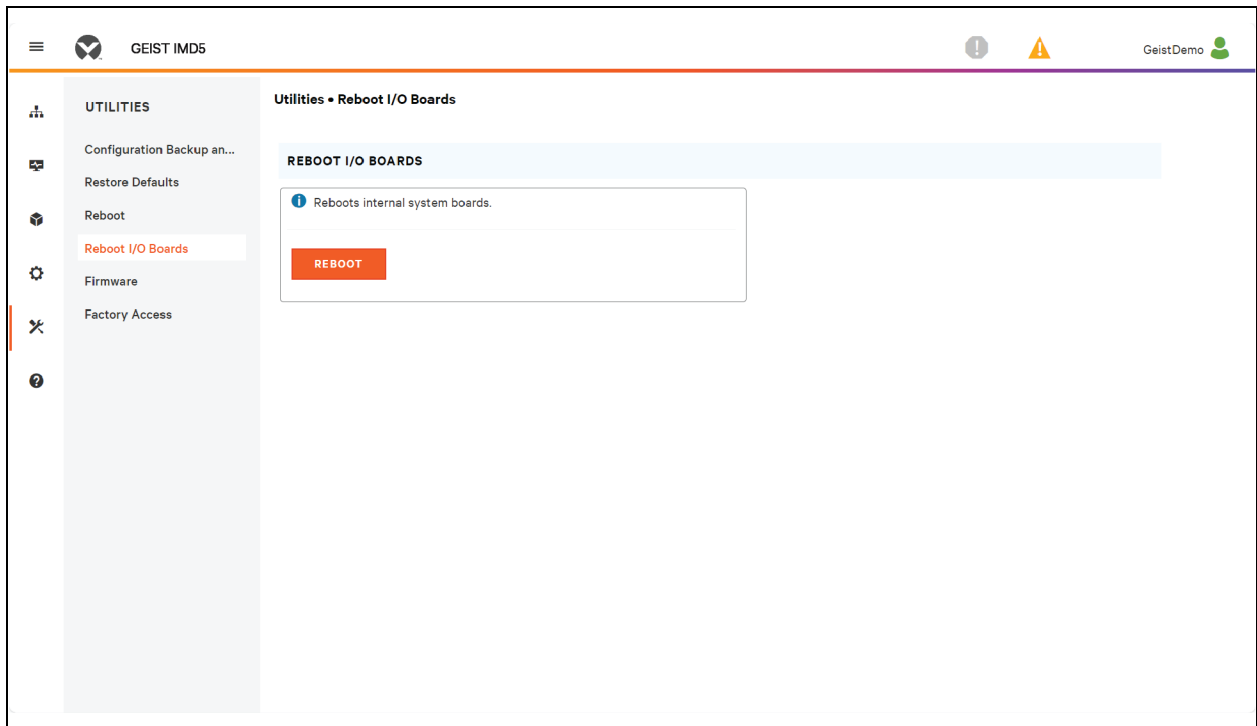 GEIST IMD5
GeistDemo
UTILITIES
Configuration Backup an...
Restore Defaults
Reboot
Reboot I/O Boards
Firmware
Factory Access
Utilities • Reboot I/O Boards
REBOOT I/O BOARDS
Reboots internal system boards.
REBOOT